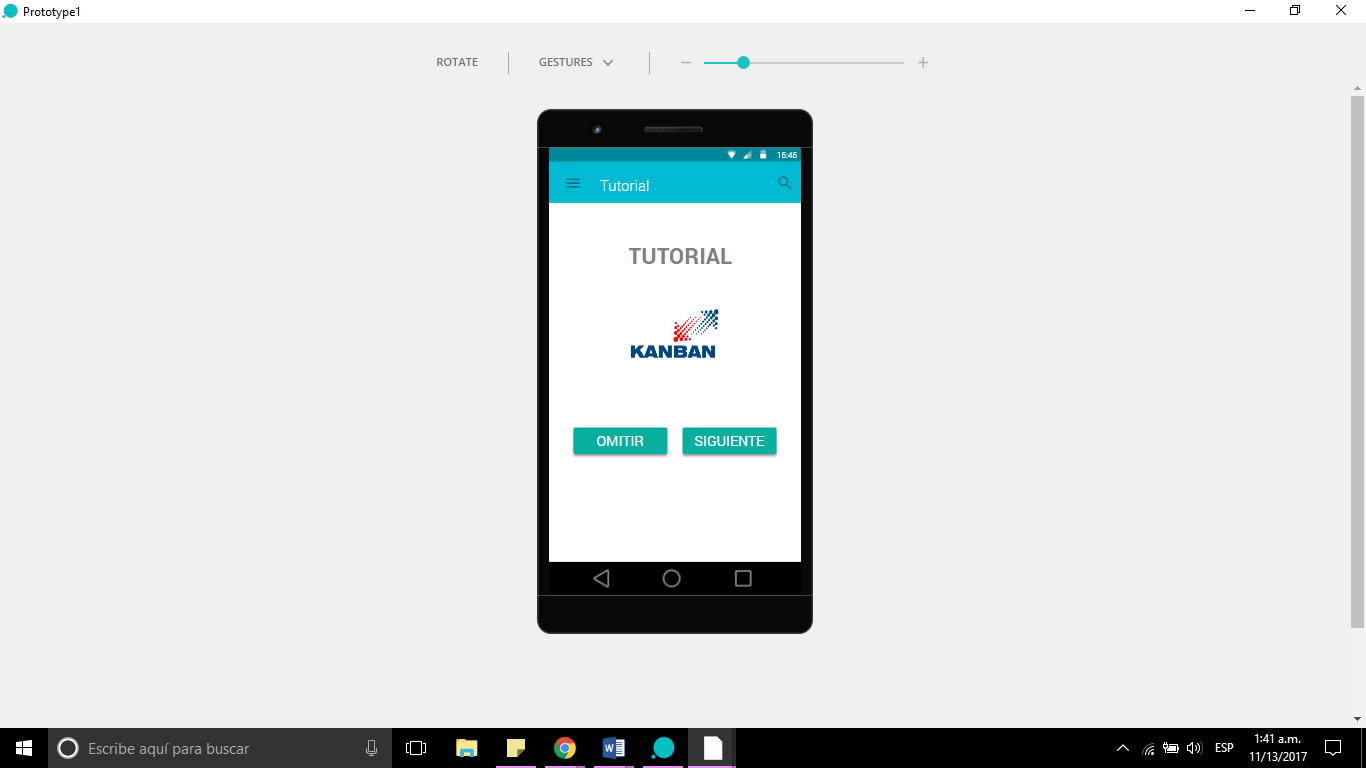 Prototype1
ROTATE
GESTURES
15:45
Tutorial
TUTORIAL
KANBAN
OMITIR SIGUIENTE
Escribe aquí para buscar
ESP
1:41 a.m.
11/13/2017